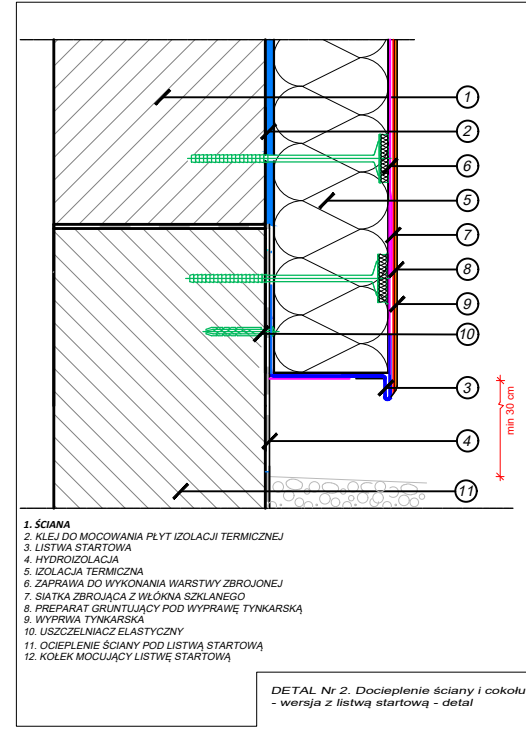 1
2
6
5
7
8
9
10
3
min 30 cm
4
11
1. ŚCIANA
2. KLEJ DO MOCOWANIA PŁYT IZOLACJI TERMICZNEJ
3. LISTWA STARTOWA
4. HYDROIZOLACJA
5. IZOLACJA TERMICZNA
6. ZAPRAWA DO WYKONANIA WARSTWY ZBROJONEJ
7. SIATKA ZBROJĄCA Z WŁÓKNA SZKLANEGO
8. PREPARAT GRUNTUJĄCY POD WYPRAWĘ TYNKARSKĄ
9. WYPRWA TYNKARSKA
10. USZCZELNIACZ ELASTYCZNY
11. OCIEPLENIE ŚCIANY POD LISTWĄ STARTOWĄ
12. KOŁEK MOCUJĄCY LISTWĘ STARTOWĄ
DETAL Nr 2. Docieplenie ściany i cokołu
- wersja z listwą startową - detal